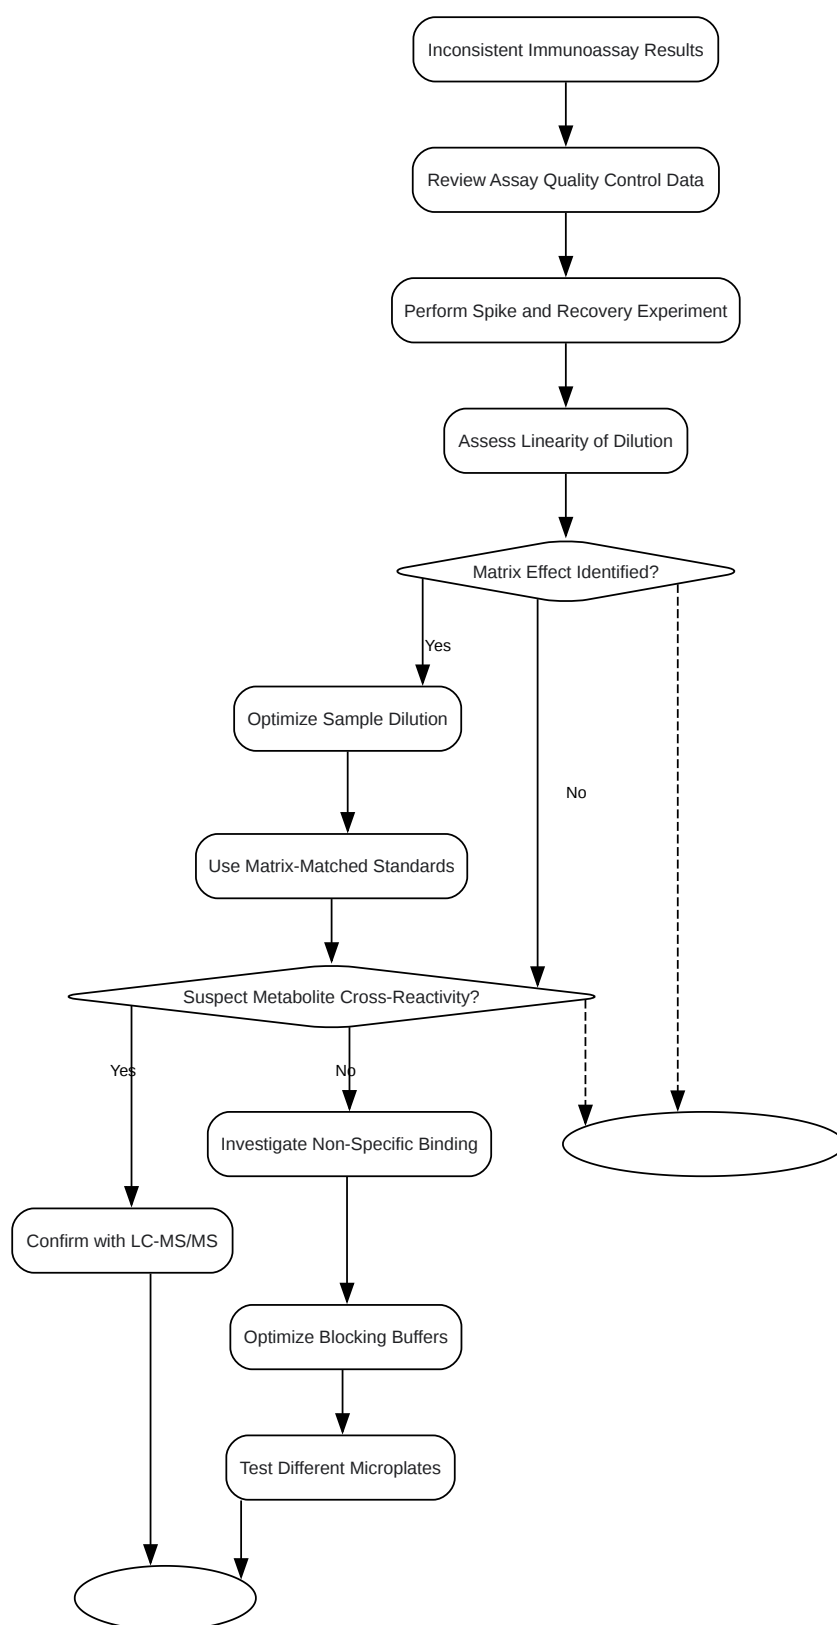 Inconsistent Immunoassay Results
Review Assay Quality Control Data
Perform Spike and Recovery Experiment
Assess Linearity of Dilution
Matrix Effect Identified?
Yes
Optimize Sample Dilution
No
Use Matrix-Matched Standards
Suspect Metabolite Cross-Reactivity?
Yes
No
Investigate Non-Specific Binding
Confirm with LC-MS/MS
Optimize Blocking Buffers
Test Different Microplates